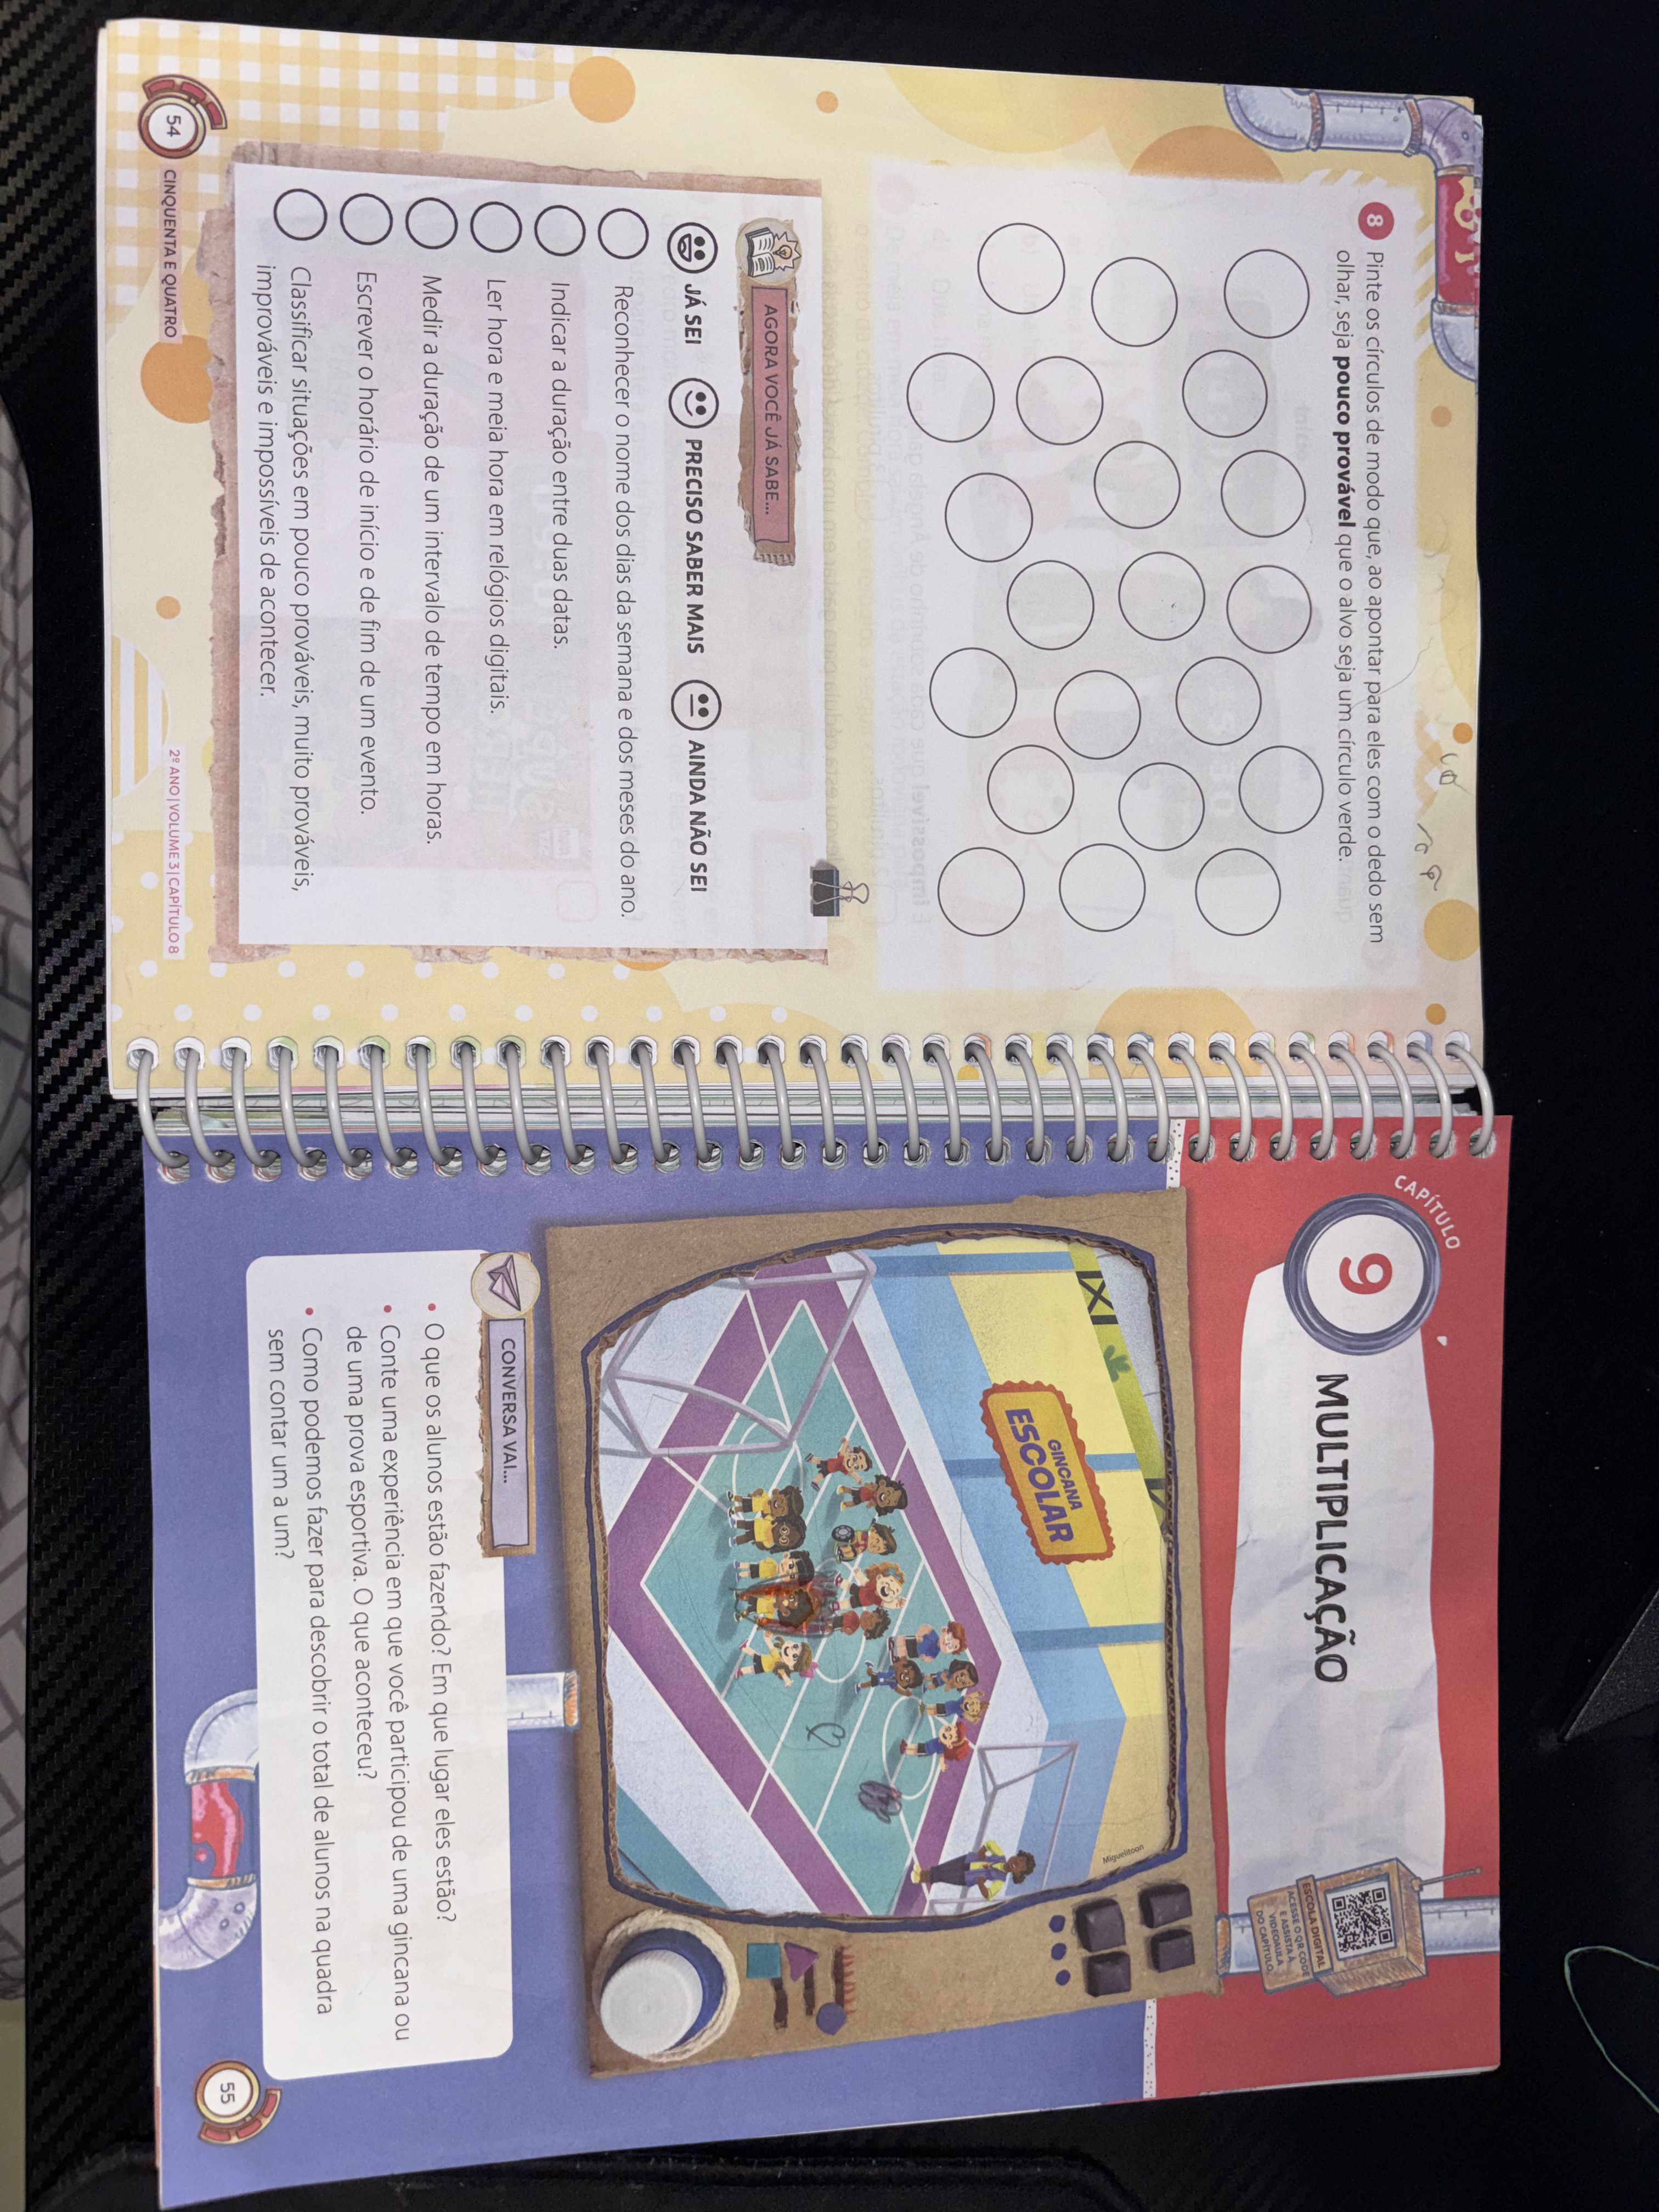 8 Pinte os círculos de modo que, ao apontar para eles com o dedo sem
olhar, seja pouco provável que o alvo seja um círculo verde.
AGORA VOCÊ JÁ SABE...
JÁ SEI PRECISO SABER MAIS AINDA NÃO SEI
Reconhecer o nome dos dias da semana e dos meses do ano.
Indicar a duração entre duas datas.
Ler hora e meia hora em relógios digitais.
Medir a duração de um intervalo de tempo em horas.
Escrever o horário de início e de fim de um evento.
Classificar situações em pouco prováveis, muito prováveis,
improváveis e impossíveis de acontecer.
54 CINQUENTA E QUATRO
2º ANO | VOLUME 3 | CAPÍTULO 8
CAPÍTULO
9
MULTIPLICAÇÃO
ESCOLA DIGITAL
ACESSE O QR CODE
E ASSISTA À
VIDEOAULA
DO CAPÍTULO.
GINCANA
ESCOLAR
Miguelitoon
CONVERSA VAI...
• O que os alunos estão fazendo? Em que lugar eles estão?
• Conte uma experiência em que você participou de uma gincana ou
de uma prova esportiva. O que aconteceu?
• Como podemos fazer para descobrir o total de alunos na quadra
sem contar um a um?
55